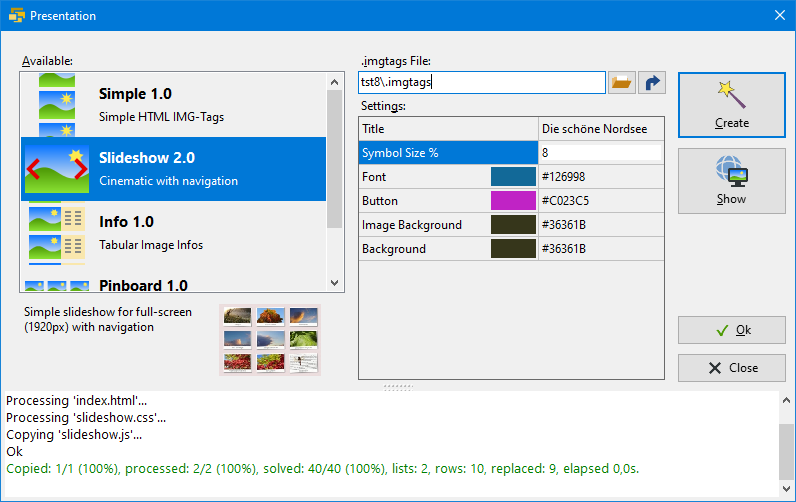 Presentation
Available:
Simple 1.0
Simple HTML IMG-Tags
Slideshow 2.0
Cinematic with navigation
Info 1.0
Tabular Image Infos
Pinboard 1.0
Simple slideshow for full-screen
(1920px) with navigation
.imgtags File:
tst8\.imgtags
Settings:
Title Die schöne Nordsee
Symbol Size % 8
Font #126998
Button #C023C5
Image Background #36361B
Background #36361B
Create
Show
Ok
Close
Processing 'index.html'...
Processing 'slideshow.css'...
Copying 'slideshow.js'...
Ok
Copied: 1/1 (100%), processed: 2/2 (100%), solved: 40/40 (100%), lists: 2, rows: 10, replaced: 9, elapsed 0,0s.